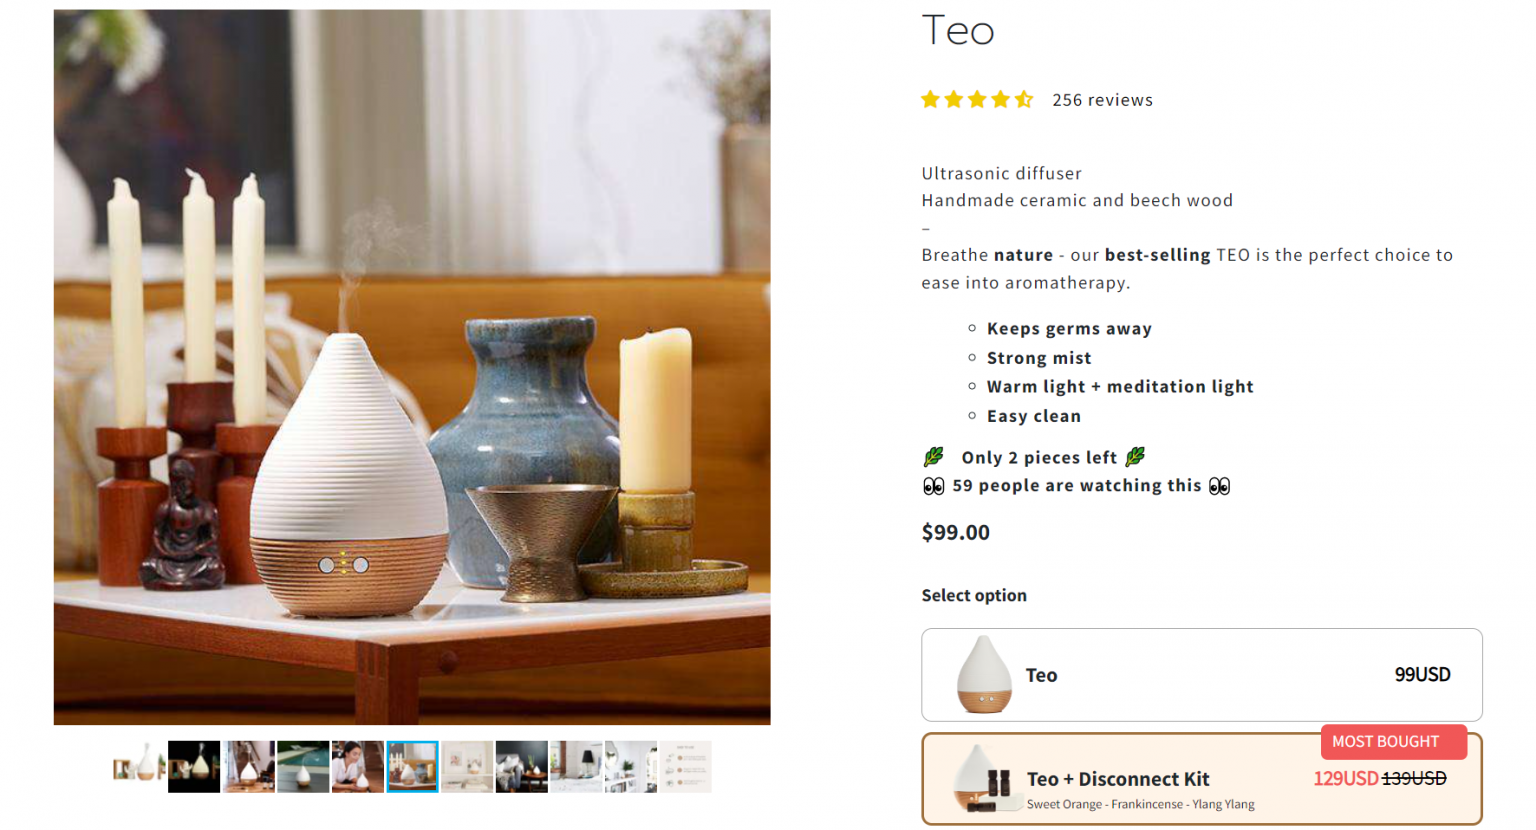 Teo
256 reviews
Ultrasonic diffuser
Handmade ceramic and beech wood
–
Breathe nature - our best-selling TEO is the perfect choice to
ease into aromatherapy.
Keeps germs away
Strong mist
Warm light + meditation light
Easy clean
Only 2 pieces left
59 people are watching this
$99.00
Select option
Teo
99USD
MOST BOUGHT
Teo + Disconnect Kit
129USD 139USD
Sweet Orange - Frankincense - Ylang Ylang